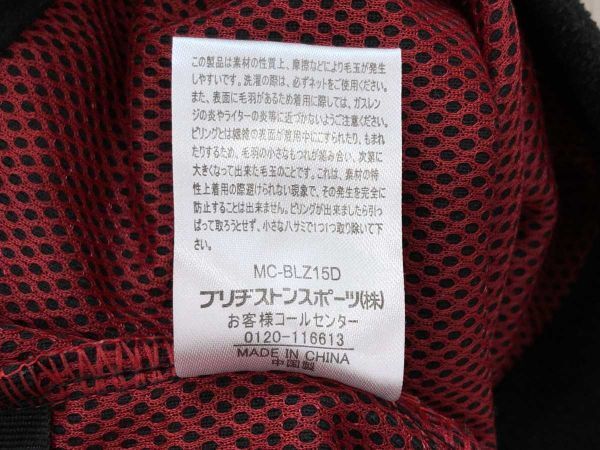 この製品は素材の性質上、摩擦などにより毛玉が発生
しやすいです。洗濯の際は、必ずネットをご使用ください。
また、表面に毛羽があるため着用に際しては、ガスレン
ジの炎やライターの炎等に近づかないようご注意ください。
ピリングとは繊維の表面が着用中にこすられたり、もまれ
たりするため、毛羽の小さなもつれが組み合い、次第に
大きくなって出来た毛玉のことです。これは、素材の特
性上着用の際避けられない現象で、その発生を完全に
防止することは出来ません。ピリングが出来ましたら引っ
ぱって取ろうとせず、小さなハサミで1つ1つ取り除いて下
さい。
MC-BLZ15D
ブリヂストンスポーツ(株)
お客様コールセンター
0120-116613
MADE IN CHINA
中国製